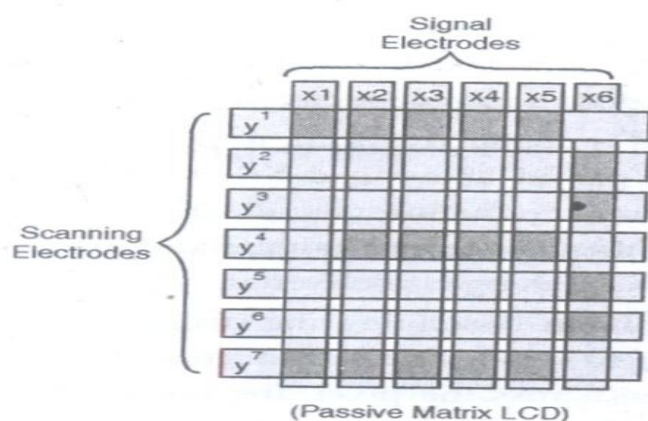 Signal
Electrodes
x1 x2 x3 x4 x5 x6
y1
y2
y3
Scanning
Electrodes
y4
y5
y6
y7
(Passive Matrix LCD)